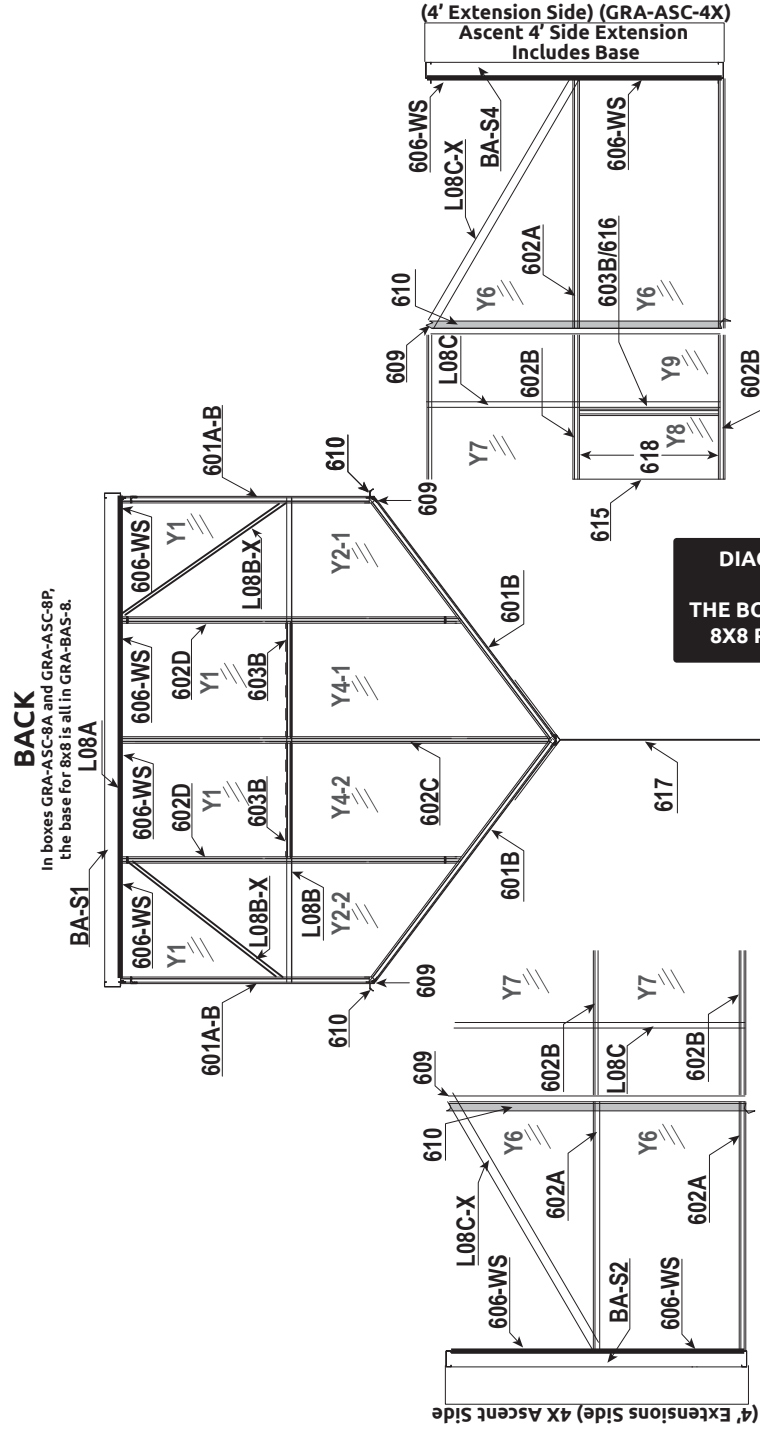 (4' Extension Side) (GRA-ASC-4X)
Ascent 4' Side Extension
Includes Base
606-WS
BA-S4
L08C-X
606-WS
610
602A
603B/616
Y6
Y6
609
L08C
602B
Y9
602B
Y7
618
Y8
615
BACK
In boxes GRA-ASC-8A and GRA-ASC-8P,
the base for 8x8 is all in GRA-BAS-8.
L08A
BA-S1
606-WS
606-WS
606-WS
606-WS
601A-B
610
609
Y1
L08B-X
Y2-1
602D
Y1
603B
Y4-1
601B
602D
Y1
603B
Y4-2
602C
Y1
L08B-X
L08B
Y2-2
601B
601A-B
610
609
617
DIAG
THE BO
8X8 P
Y7
Y7
602B
L08C
602B
609
610
Y6
Y6
L08C-X
602A
602A
606-WS
BA-S2
606-WS
(4' Extensions Side) 4X Ascent Side